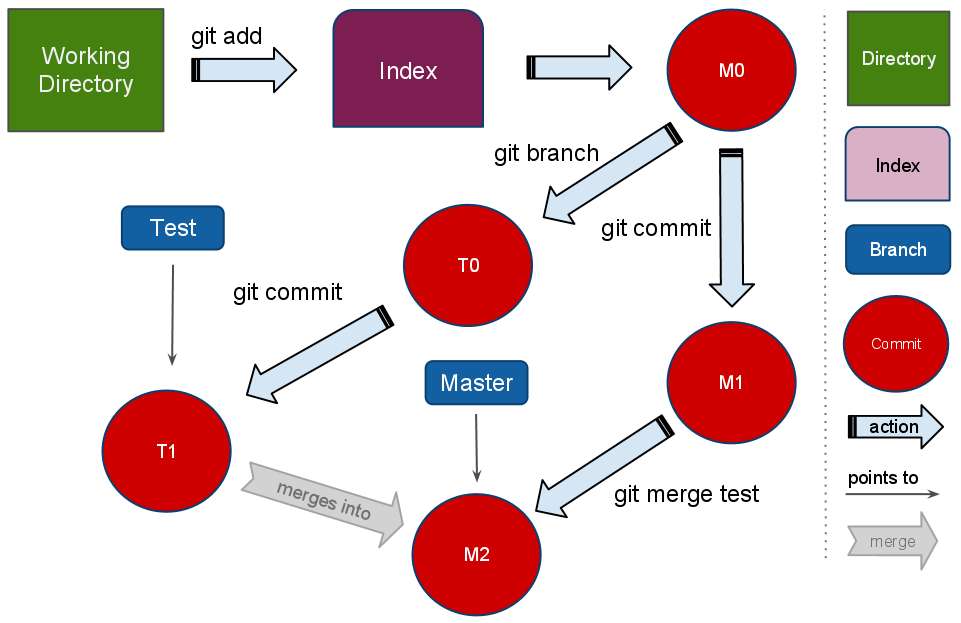 git add
Working
Directory
Index
M0
Directory
git branch
Index
Test
git commit
Branch
T0
git commit
Commit
Master
M1
action
T1
points to
merges into
git merge test
merge
M2